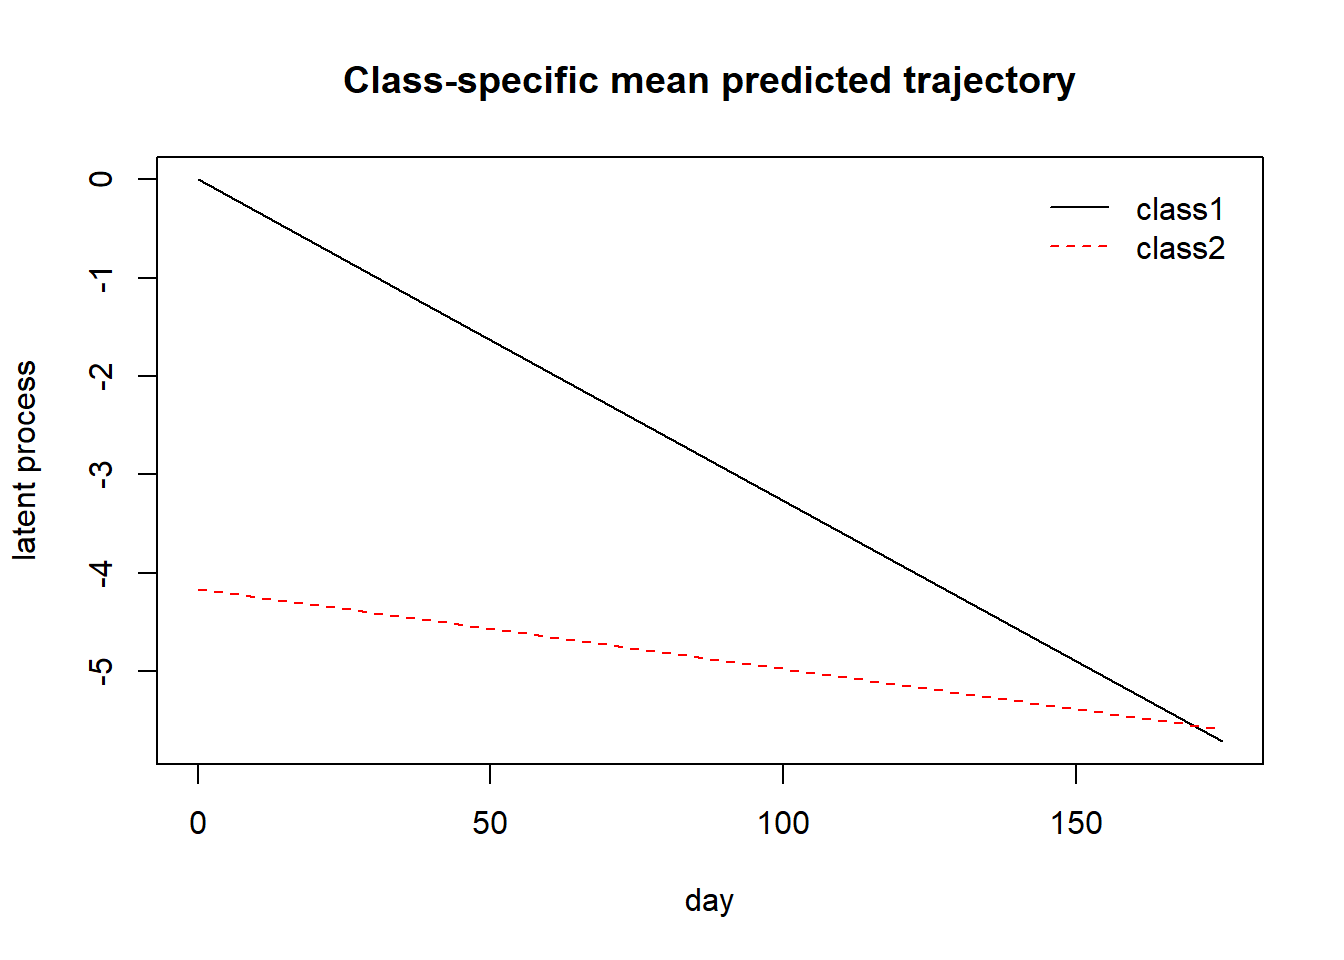 Class-specific mean predicted trajectory
class1
class2
latent process
0
-1
-2
-3
-4
-5
0 50 100 150
day